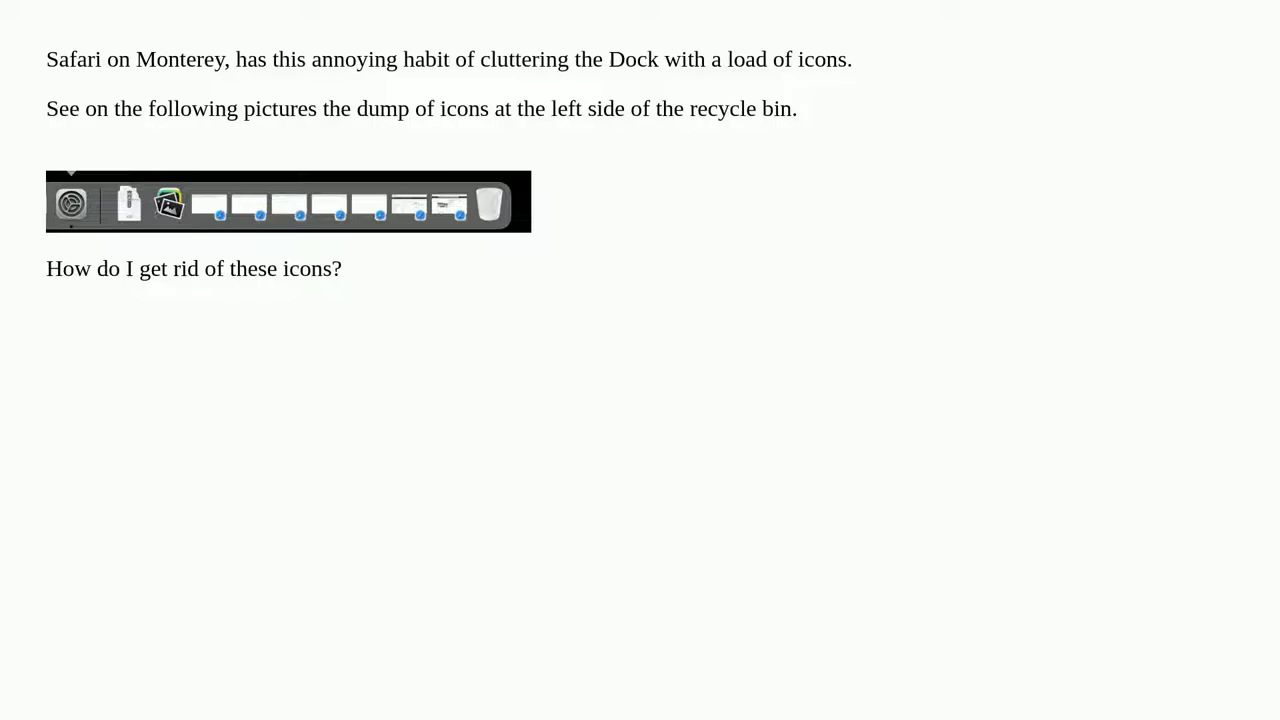 Safari on Monterey, has this annoying habit of cluttering the Dock with a load of icons.
See on the following pictures the dump of icons at the left side of the recycle bin.
How do I get rid of these icons?